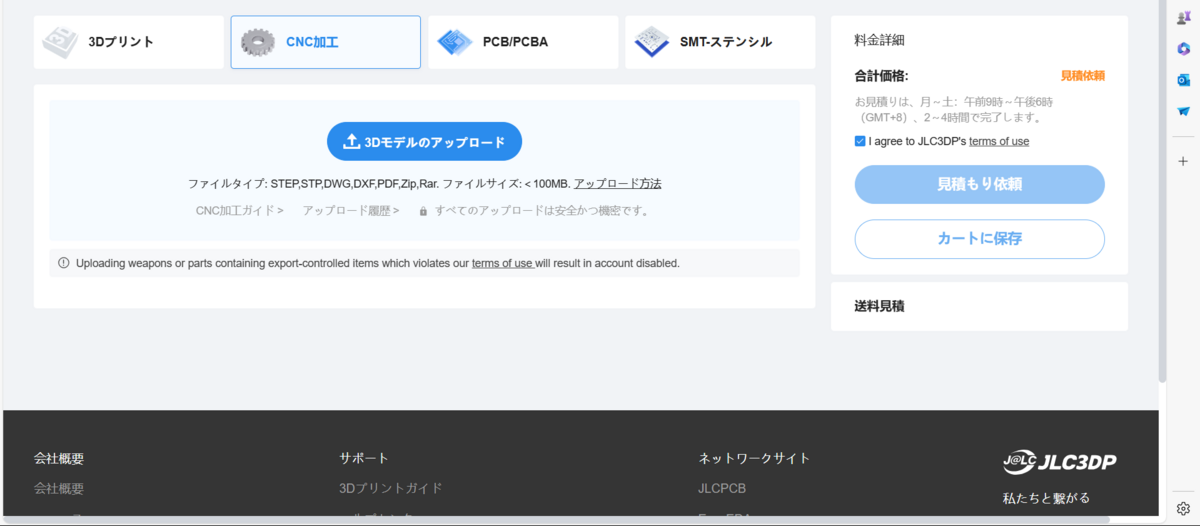 3Dプリント
CNC加工
PCB/PCBA
SMT-ステンシル
3Dモデルのアップロード
ファイルタイプ: STEP,STP,DWG,DXF,PDF,Zip,Rar. ファイルサイズ: < 100MB. アップロード方法
CNC加工ガイド > アップロード履歴 > すべてのアップロードは安全かつ機密です。
Uploading weapons or parts containing export-controlled items which violates our terms of use will result in account disabled.
料金詳細
合計価格: 見積依頼
お見積りは、月～土：午前9時～午後6時
（GMT+8）、2～4時間で完了します。
I agree to JLC3DP's terms of use
見積もり依頼
カートに保存
送料見積
会社概要
会社概要
サポート
3Dプリントガイド
ネットワークサイト
JLCPCB
J@LC JLC3DP
私たちと繋がる